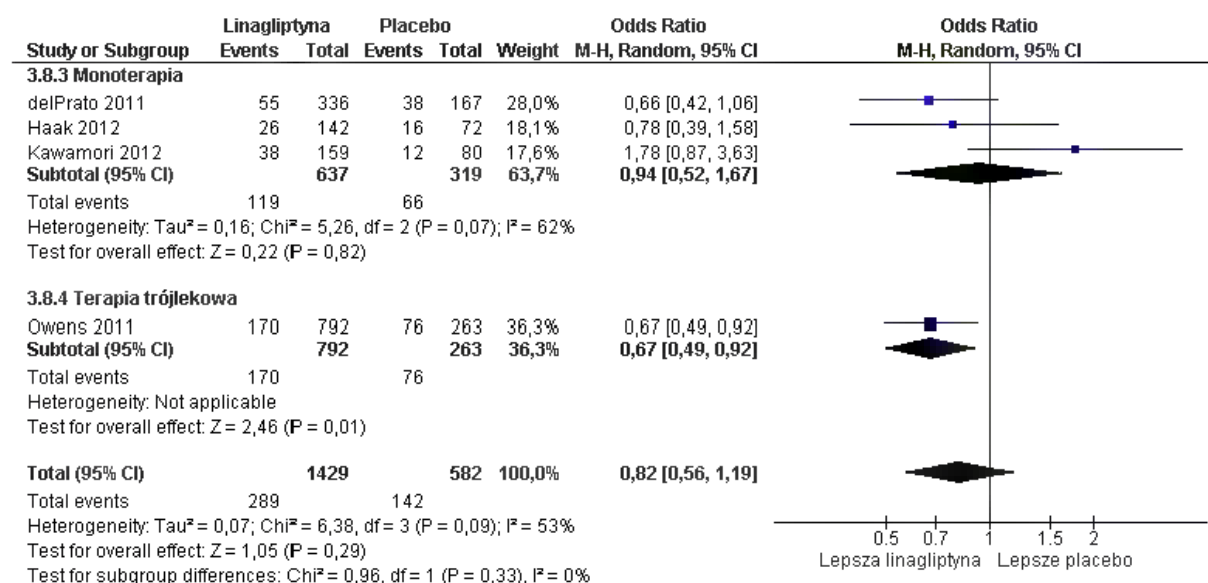 Linagliptyna Placebo Odds Ratio Odds Ratio
Study or Subgroup Events Total Events Total Weight M-H, Random, 95% CI M-H, Random, 95% CI
3.8.3 Monoterapia
delPrato 2011 55 336 38 167 28,0% 0,66 [0,42, 1,06]
Haak 2012 26 142 16 72 18,1% 0,78 [0,39, 1,58]
Kawamori 2012 38 159 12 80 17,6% 1,78 [0,87, 3,63]
Subtotal (95% CI) 637 319 63,7% 0,94 [0,52, 1,67]
Total events 119 66
Heterogeneity: Tau² = 0,16; Chi² = 5,26, df = 2 (P = 0,07); I² = 62%
Test for overall effect: Z = 0,22 (P = 0,82)
3.8.4 Terapia trójlekowa
Owens 2011 170 792 76 263 36,3% 0,67 [0,49, 0,92]
Subtotal (95% CI) 792 263 36,3% 0,67 [0,49, 0,92]
Total events 170 76
Heterogeneity: Not applicable
Test for overall effect: Z = 2,46 (P = 0,01)
Total (95% CI) 1429 582 100,0% 0,82 [0,56, 1,19]
Total events 289 142
Heterogeneity: Tau² = 0,07; Chi² = 6,38, df = 3 (P = 0,09); I² = 53%
Test for overall effect: Z = 1,05 (P = 0,29)
Test for subgroup differences: Chi² = 0,96, df = 1 (P = 0,33), I² = 0%
0.5 0.7 1 1.5 2
Lepsza linagliptyna Lepsze placebo